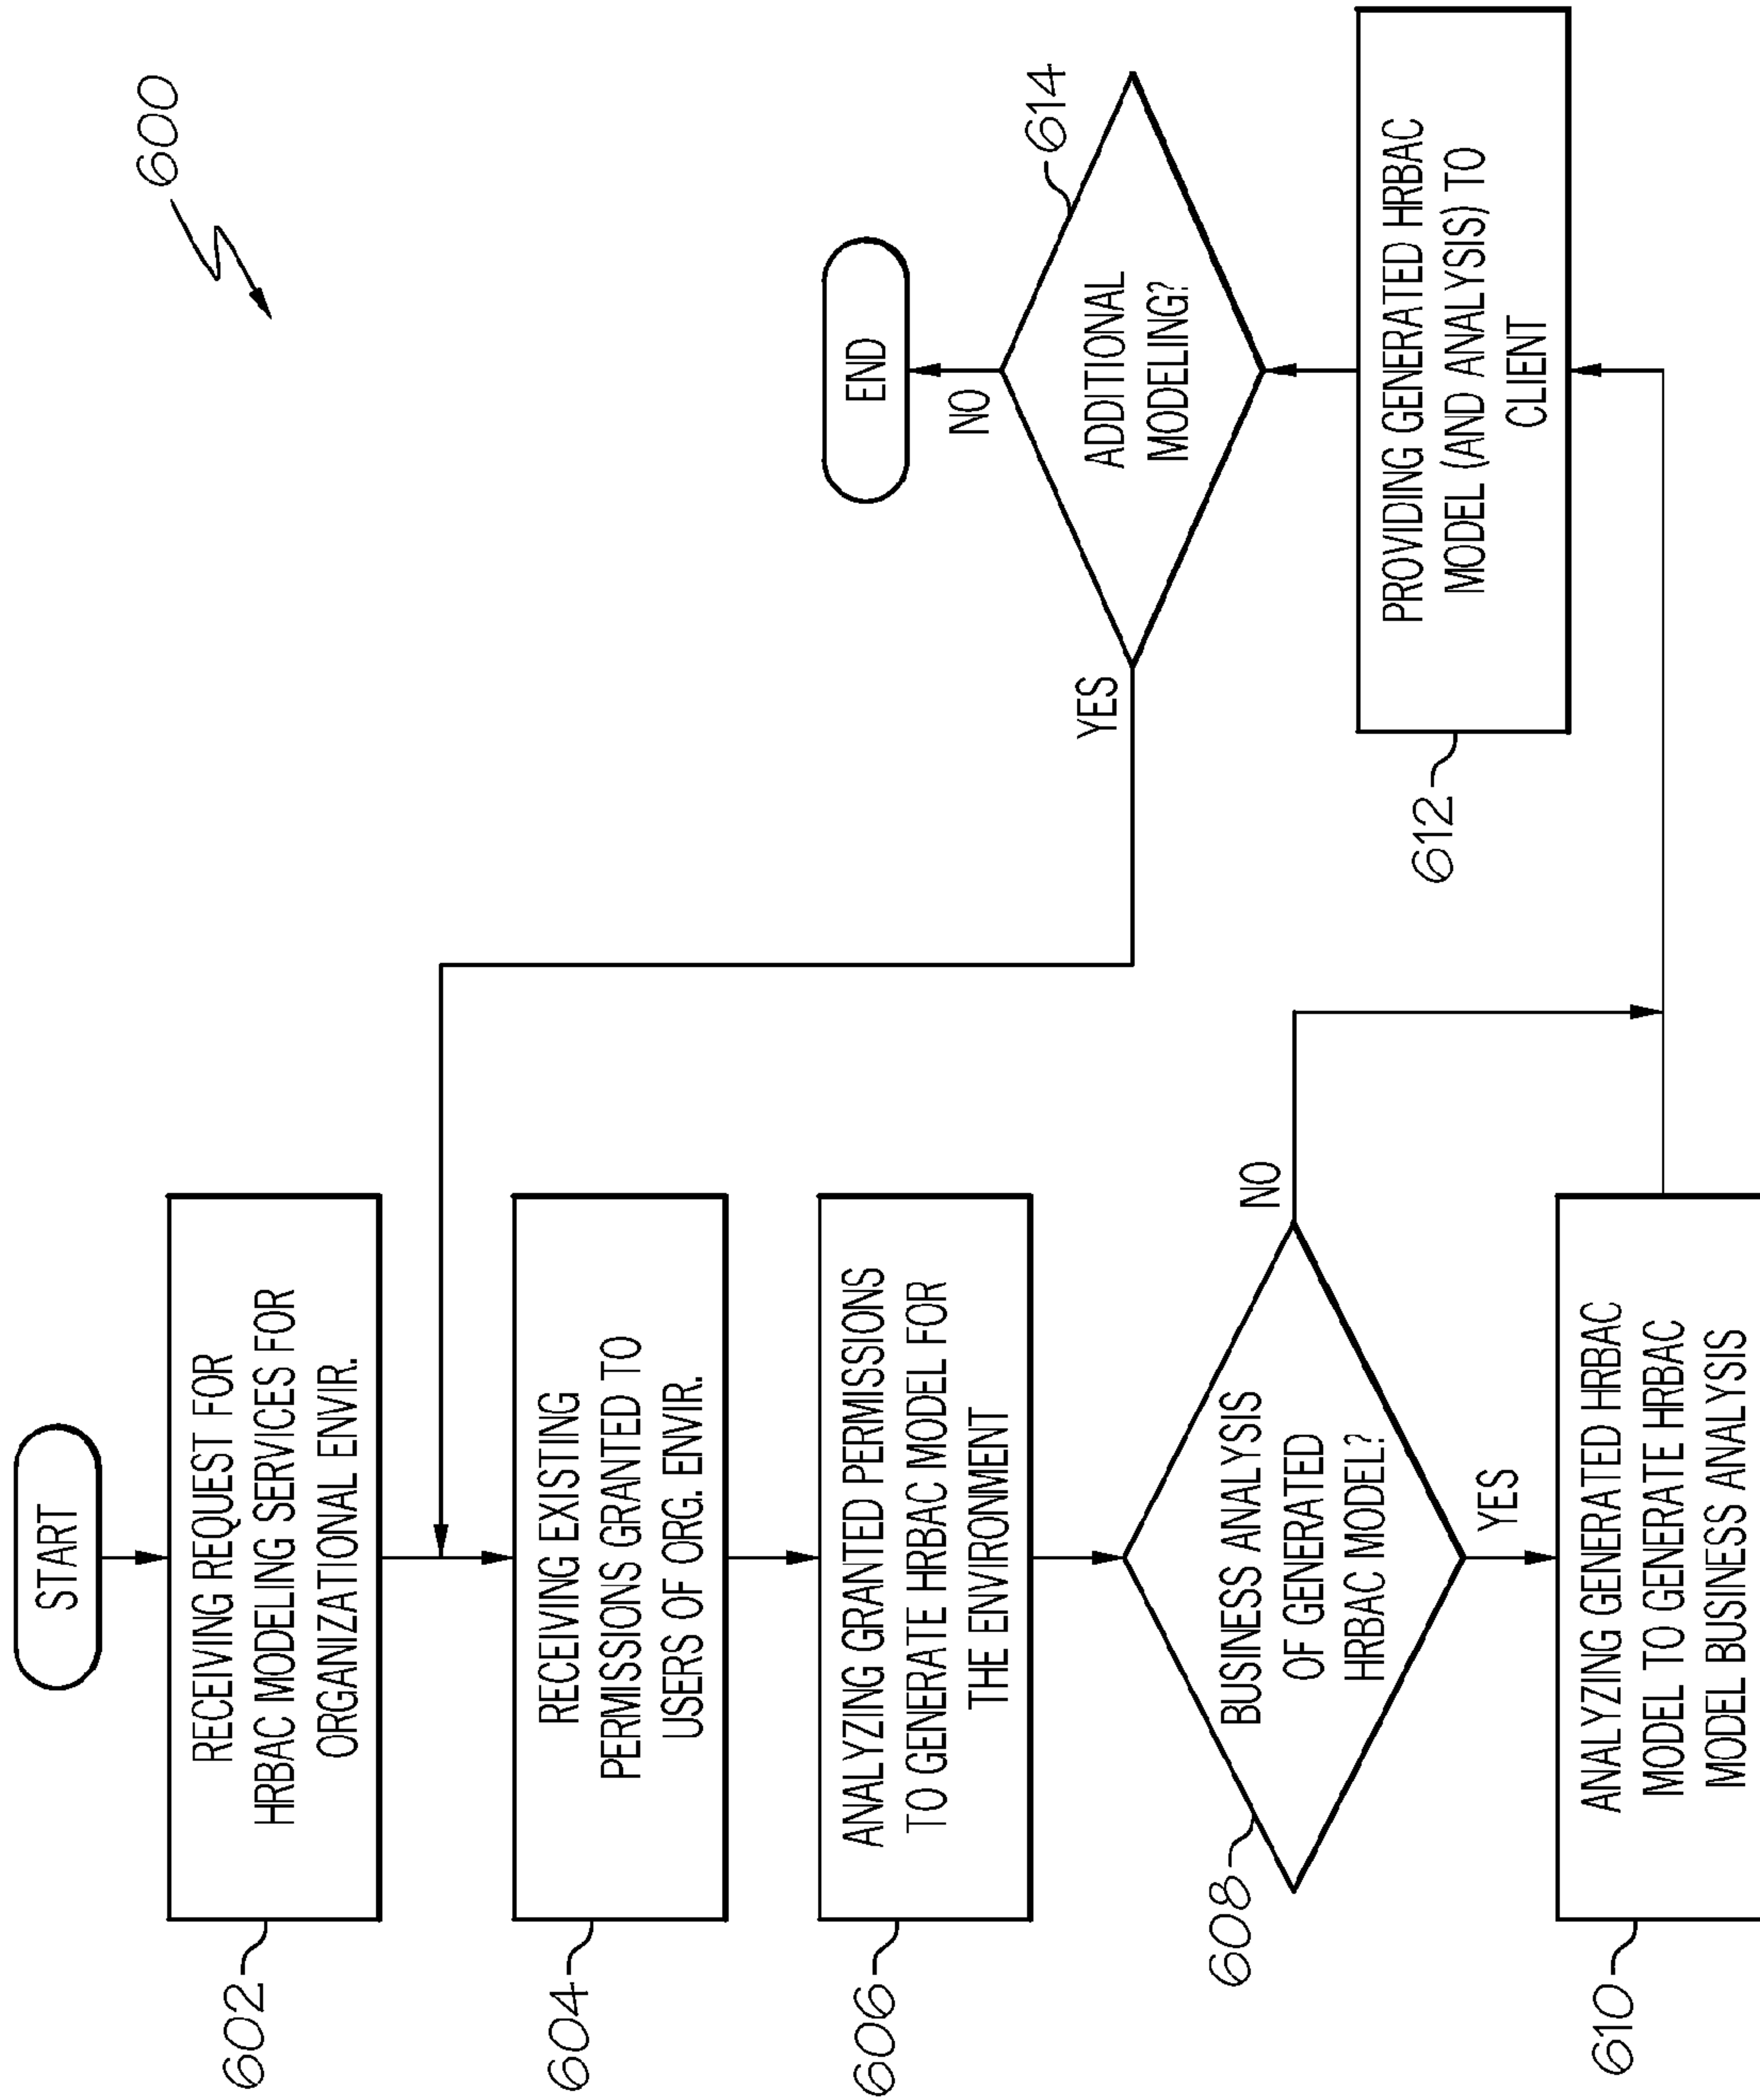 600
START
602
RECEIVING REQUEST FOR
HRBAC MODELING SERVICES FOR
ORGANIZATIONAL ENVIR.
604
RECEIVING EXISTING
PERMISSIONS GRANTED TO
USERS OF ORG. ENVIR.
606
ANALYZING GRANTED PERMISSIONS
TO GENERATE HRBAC MODEL FOR
THE ENVIRONMENT
608
BUSINESS ANALYSIS
OF GENERATED
HRBAC MODEL?
NO
YES
610
ANALYZING GENERATED HRBAC
MODEL TO GENERATE HRBAC
MODEL BUSINESS ANALYSIS
612
PROVIDING GENERATED HRBAC
MODEL (AND ANALYSIS) TO
CLIENT
614
ADDITIONAL
MODELING?
YES
NO
END